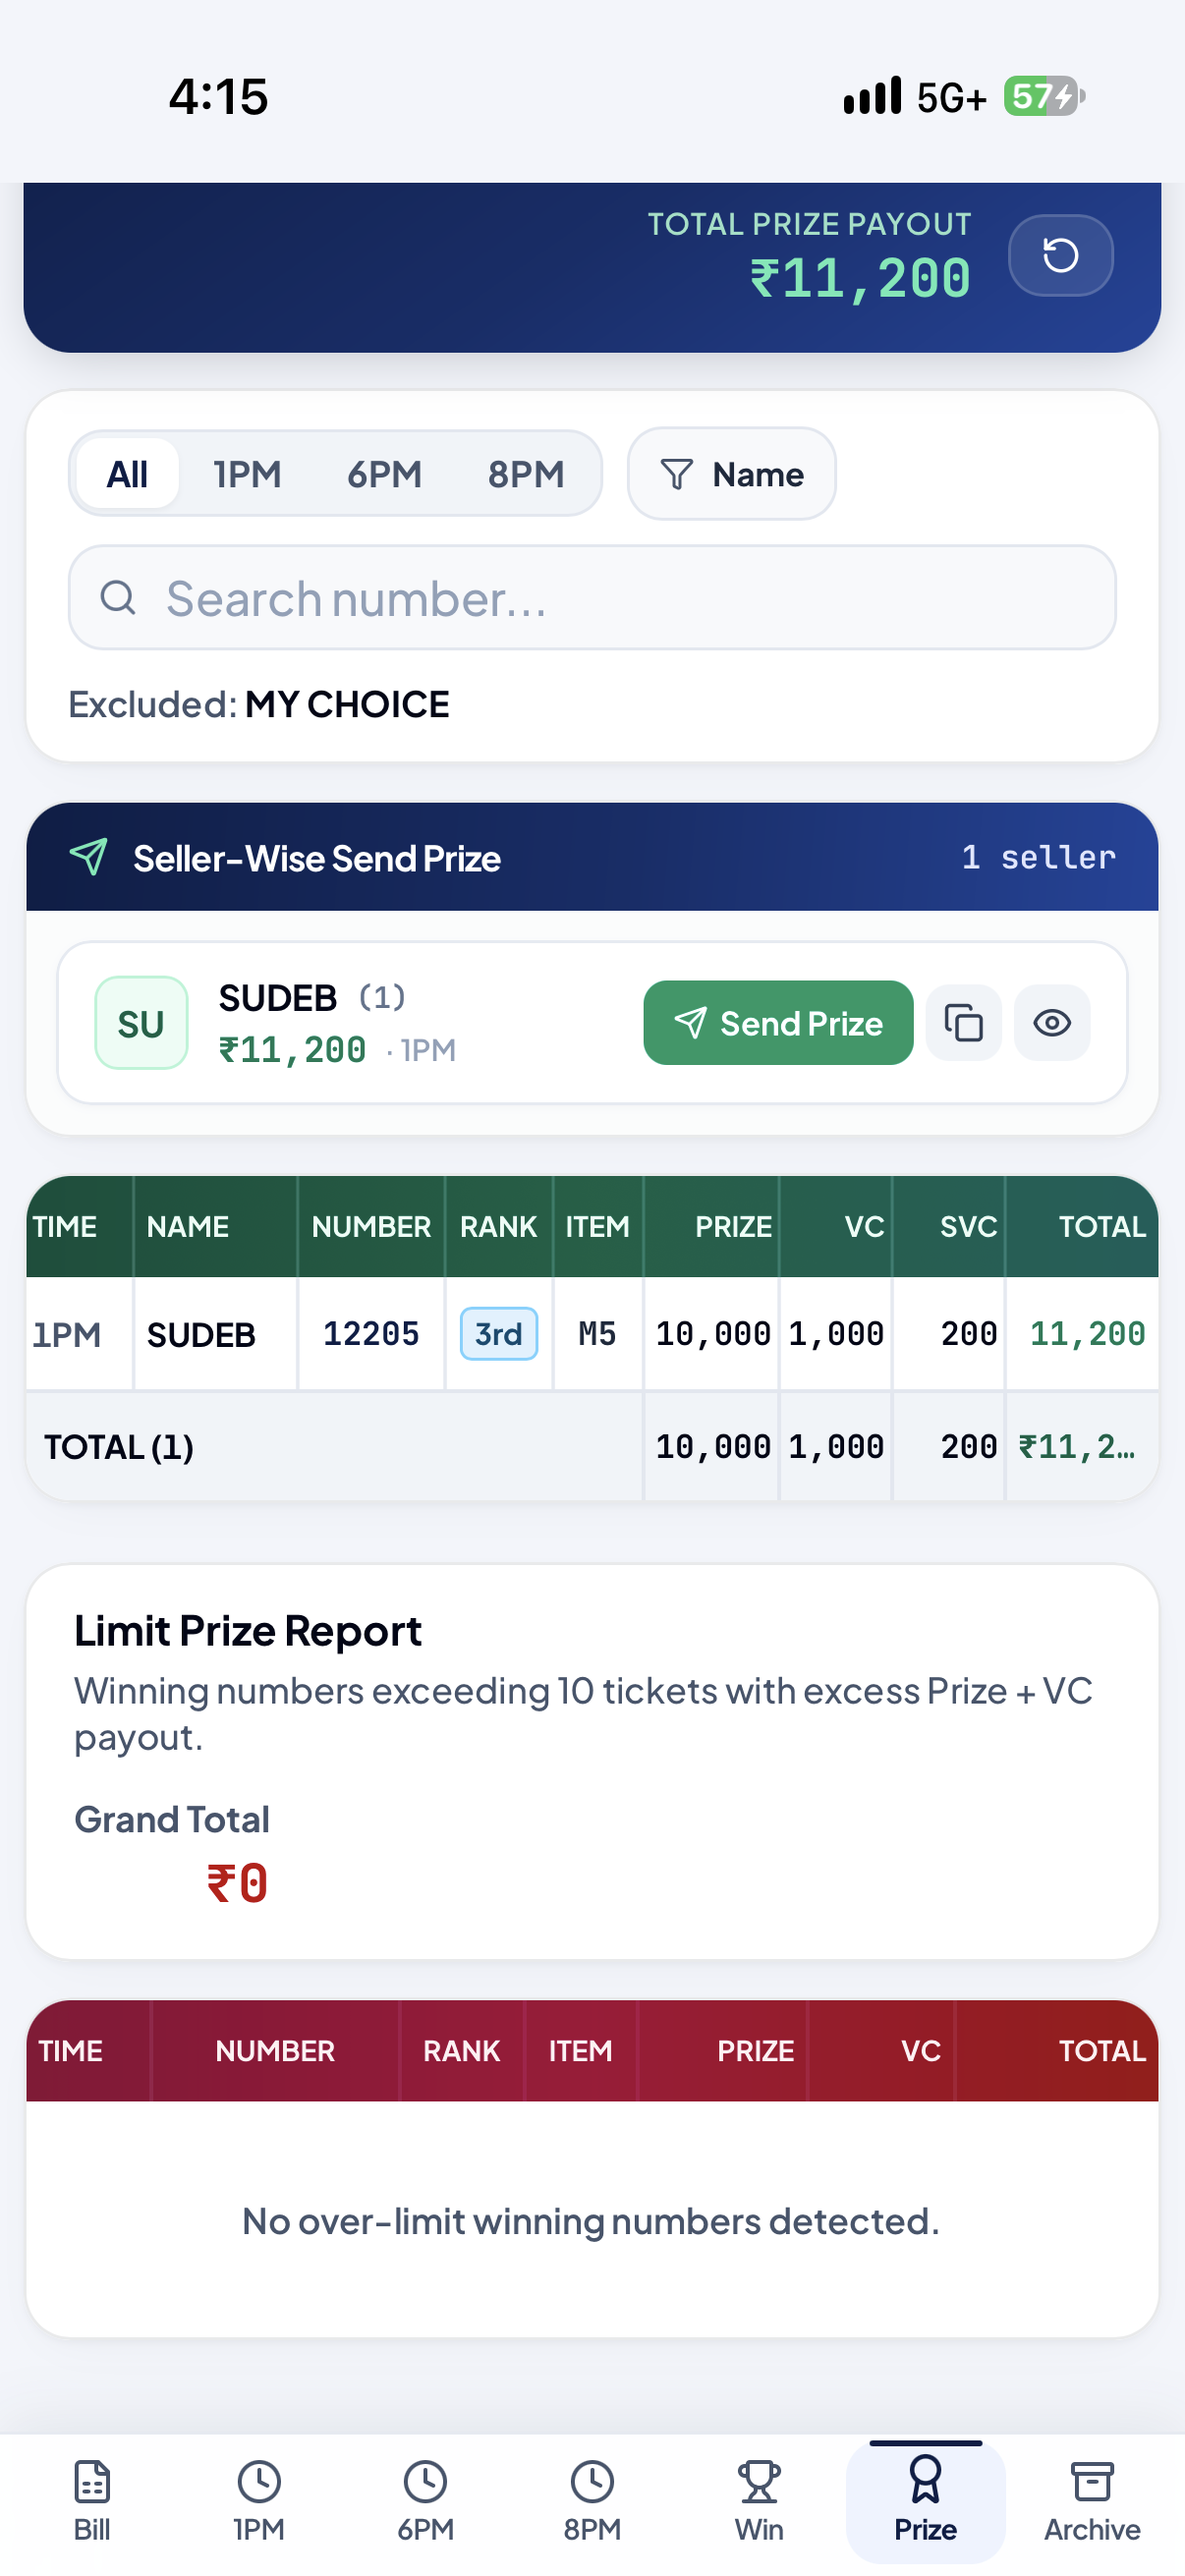 4:15 5G+ 57
TOTAL PRIZE PAYOUT
₹11,200
All 1PM 6PM 8PM Name
Search number...
Excluded: MY CHOICE
Seller-Wise Send Prize 1 seller
SU SUDEB (1)
₹11,200 · 1PM
Send Prize
TIME NAME NUMBER RANK ITEM PRIZE VC SVC TOTAL
1PM SUDEB 12205 3rd M5 10,000 1,000 200 11,200
TOTAL (1) 10,000 1,000 200 ₹11,2...
Limit Prize Report
Winning numbers exceeding 10 tickets with excess Prize + VC
payout.
Grand Total
₹0
TIME NUMBER RANK ITEM PRIZE VC TOTAL
No over-limit winning numbers detected.
Bill 1PM 6PM 8PM Win Prize Archive